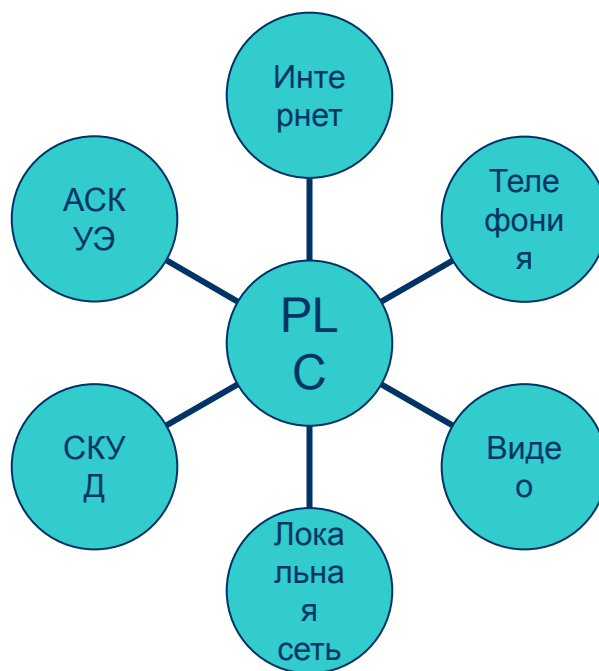 Инте
рнет
АСК
УЭ
Теле
фони
я
PL
C
СКУ
Д
Виде
о
Лока
льна
я
сеть